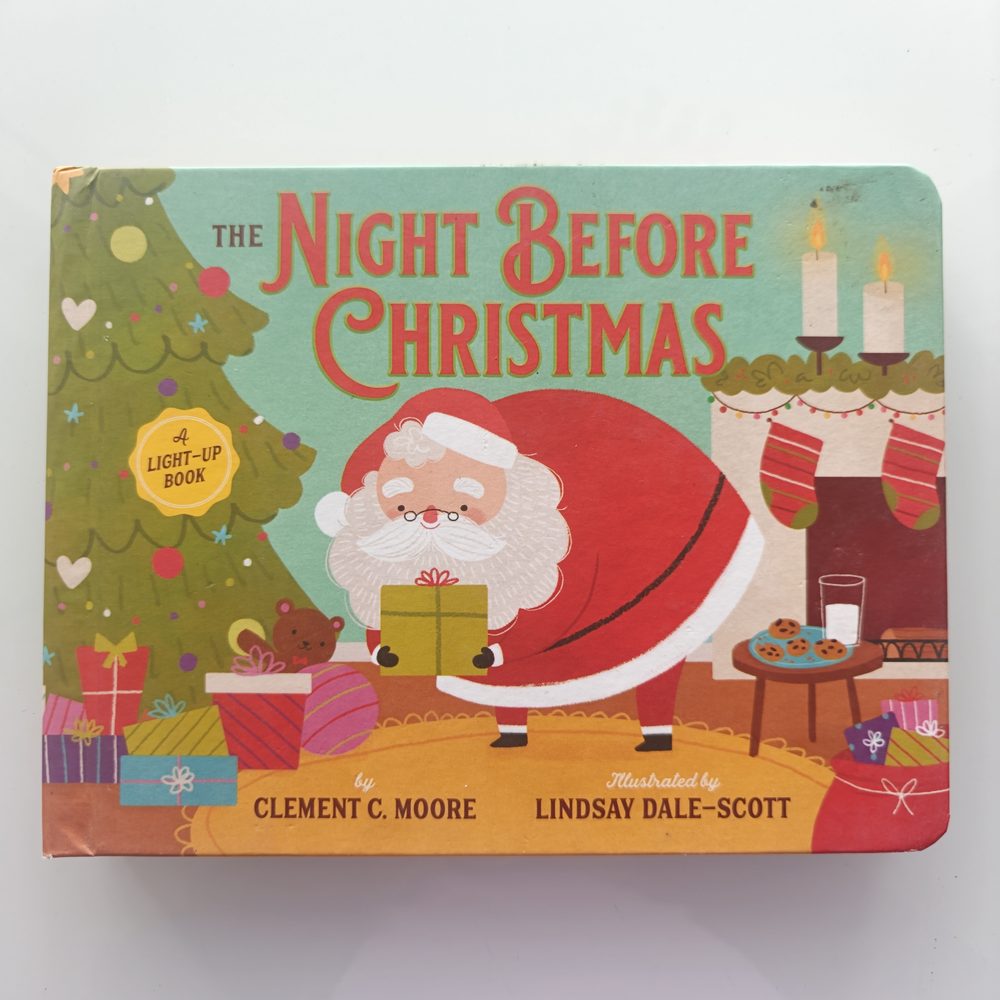 THE NIGHT BEFORE
CHRISTMAS
A
LIGHT-UP
BOOK
by
CLEMENT C. MOORE
Illustrated by
LINDSAY DALE-SCOTT